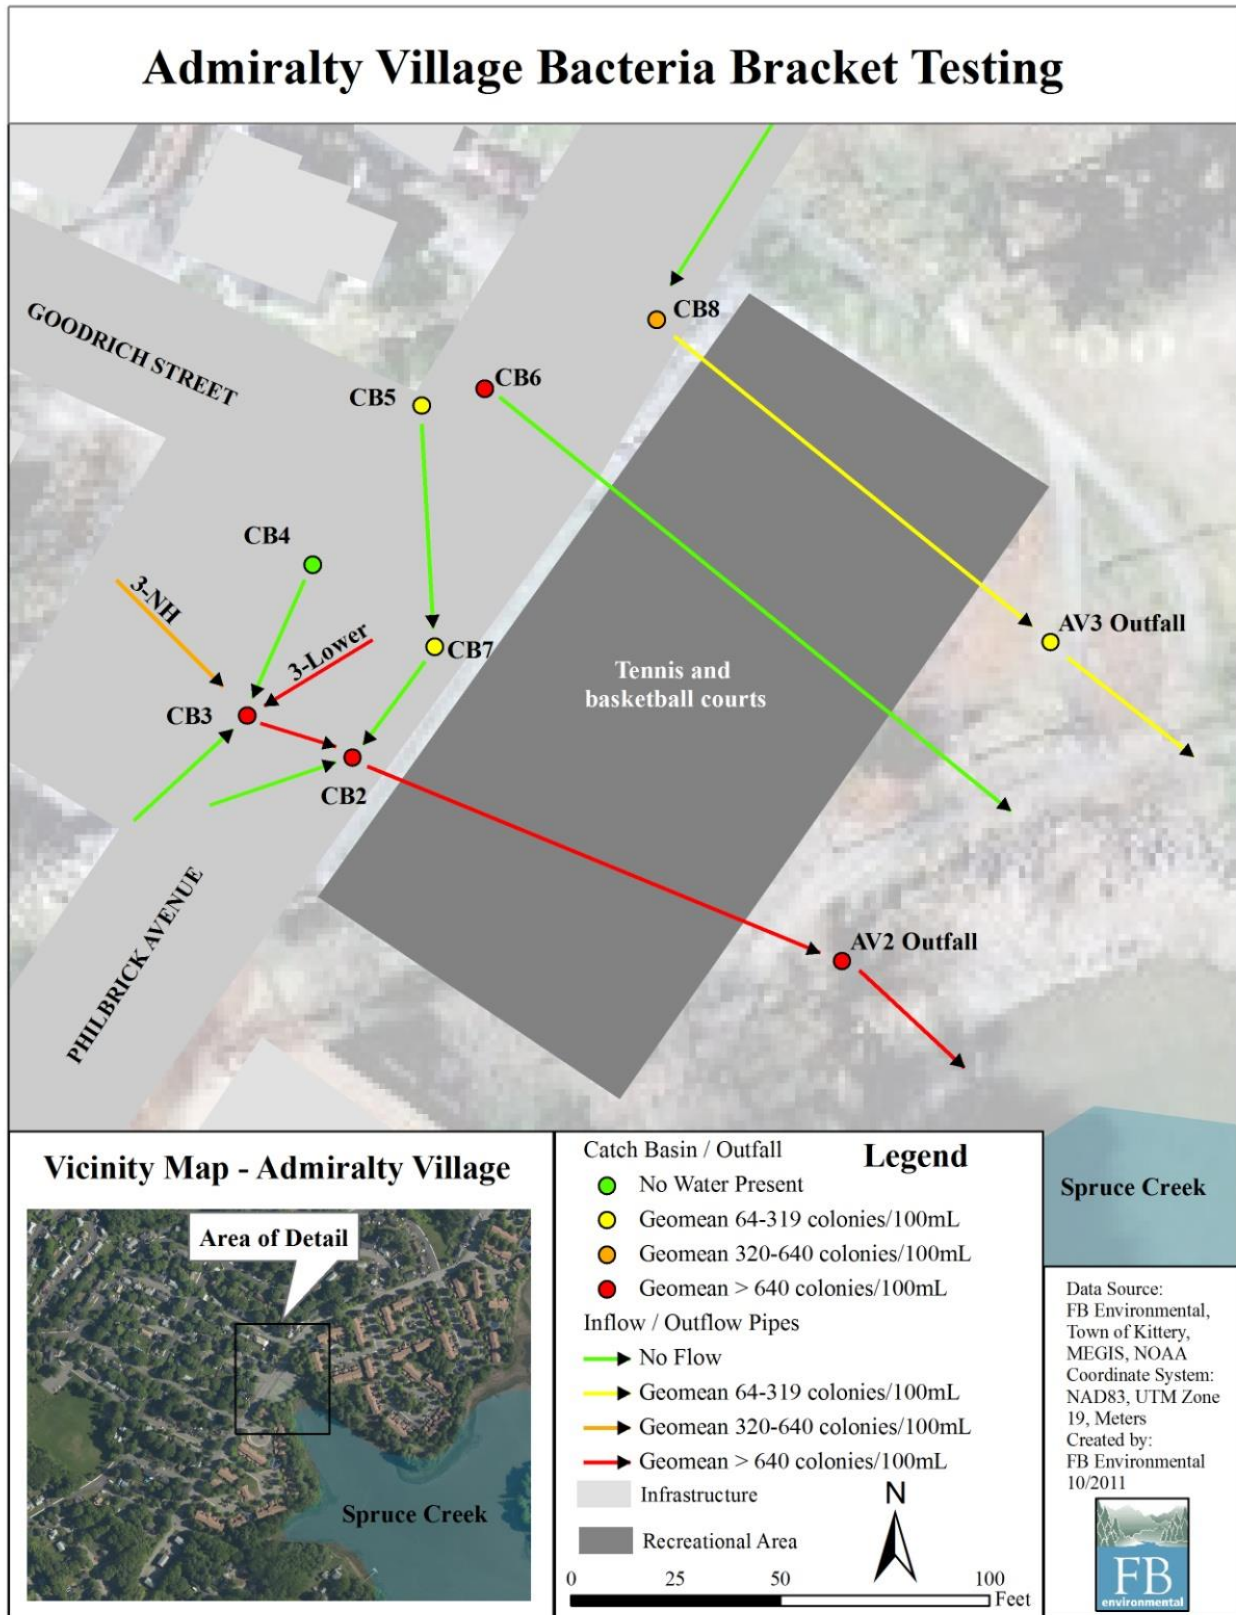 Admiralty Village Bacteria Bracket Testing
GOODRICH STREET
CB8
CB6
CB5
CB4
3-NH
3-Lower
CB7
CB3
CB2
Tennis and
basketball courts
AV3 Outfall
AV2 Outfall
PHILBRICK AVENUE
Vicinity Map - Admiralty Village
Area of Detail
Spruce Creek
Legend
Catch Basin / Outfall
No Water Present
Geomean 64-319 colonies/100mL
Geomean 320-640 colonies/100mL
Geomean > 640 colonies/100mL
Inflow / Outflow Pipes
No Flow
Geomean 64-319 colonies/100mL
Geomean 320-640 colonies/100mL
Geomean > 640 colonies/100mL
Infrastructure
Recreational Area
N
0 25 50 100
Feet
Spruce Creek
Data Source:
FB Environmental,
Town of Kittery,
MEGIS, NOAA
Coordinate System:
NAD83, UTM Zone
19, Meters
Created by:
FB Environmental
10/2011
FB
environmental